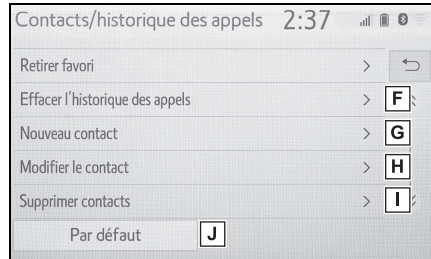 Contacts/historique des appels 2:37
Retirer favori
Effacer l'historique des appels F
Nouveau contact G
Modifier le contact H
Supprimer contacts I
Par défaut J